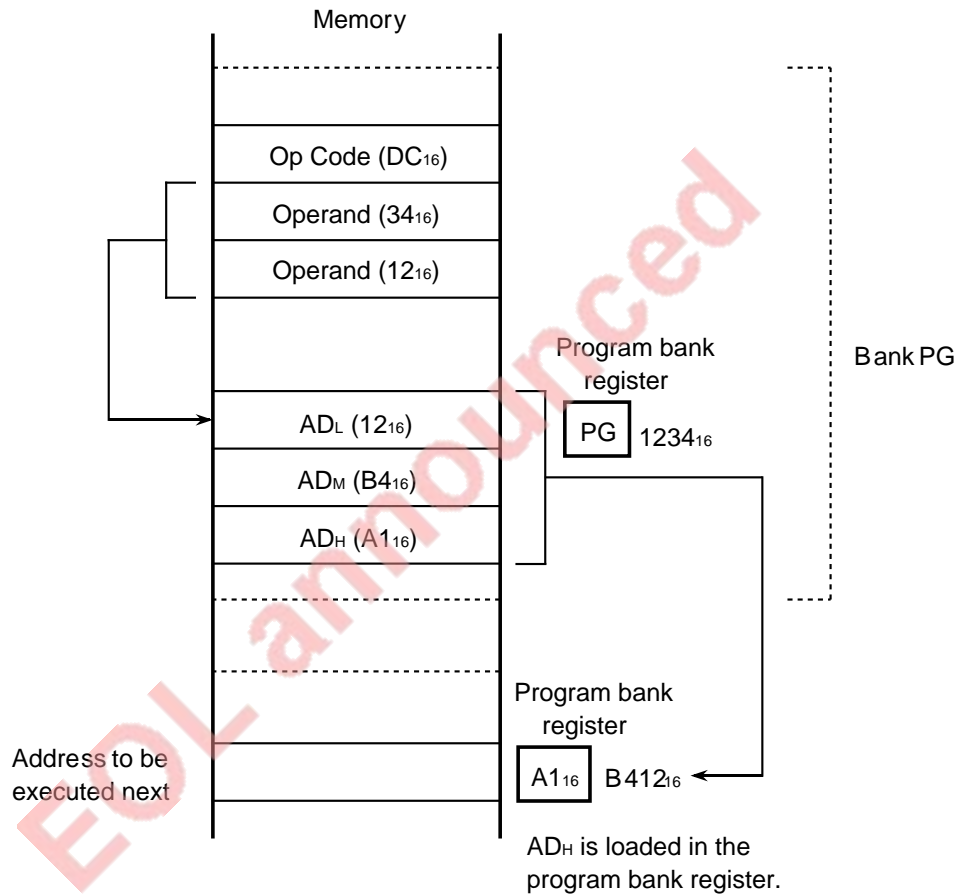 Memory
Op Code (DC16)
Operand (3416)
Operand (1216)
Program bank
register
Bank PG
ADL (1216)
PG 123416
ADM (B416)
ADH (A116)
Program bank
register
Address to be
executed next
A116 B41216
ADH is loaded in the
program bank register.
EOL announced